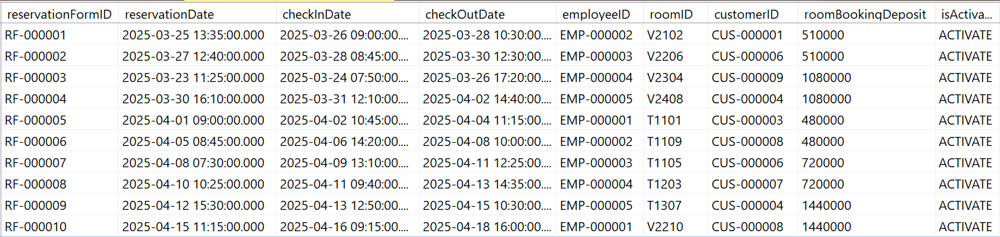 reservationFormID reservationDate checkInDate checkOutDate employeeID roomID customerID roomBookingDeposit isActiva...
RF-000001 2025-03-25 13:35:00.000 2025-03-26 09:00:00.... 2025-03-28 10:30:00.... EMP-000002 V2102 CUS-000001 510000 ACTIVATE
RF-000002 2025-03-27 12:40:00.000 2025-03-28 08:45:00.... 2025-03-30 12:30:00.... EMP-000003 V2206 CUS-000006 510000 ACTIVATE
RF-000003 2025-03-23 11:25:00.000 2025-03-24 07:50:00.... 2025-03-26 17:20:00.... EMP-000004 V2304 CUS-000009 1080000 ACTIVATE
RF-000004 2025-03-30 16:10:00.000 2025-03-31 12:10:00.... 2025-04-02 14:40:00.... EMP-000005 V2408 CUS-000004 1080000 ACTIVATE
RF-000005 2025-04-01 09:00:00.000 2025-04-02 10:45:00.... 2025-04-04 11:15:00.... EMP-000001 T1101 CUS-000003 480000 ACTIVATE
RF-000006 2025-04-05 08:45:00.000 2025-04-06 14:20:00.... 2025-04-08 10:00:00.... EMP-000002 T1109 CUS-000008 480000 ACTIVATE
RF-000007 2025-04-08 07:30:00.000 2025-04-09 13:10:00.... 2025-04-11 12:25:00.... EMP-000003 T1105 CUS-000006 720000 ACTIVATE
RF-000008 2025-04-10 10:25:00.000 2025-04-11 09:40:00.... 2025-04-13 14:35:00.... EMP-000004 T1203 CUS-000007 720000 ACTIVATE
RF-000009 2025-04-12 15:30:00.000 2025-04-13 12:50:00.... 2025-04-15 10:30:00.... EMP-000005 T1307 CUS-000004 1440000 ACTIVATE
RF-000010 2025-04-15 11:15:00.000 2025-04-16 09:15:00.... 2025-04-18 16:00:00.... EMP-000001 V2210 CUS-000008 1440000 ACTIVATE